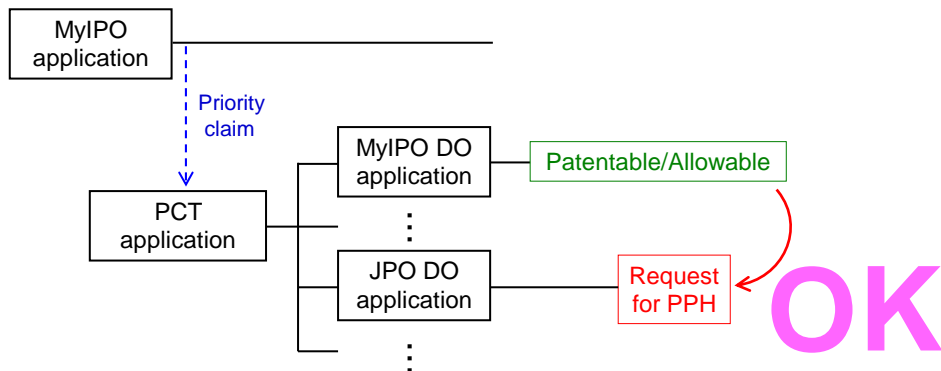 MyIPO
application
Priority
claim
MyIPO DO
application
Patentable/Allowable
PCT
application
JPO DO
application
Request
for PPH
OK